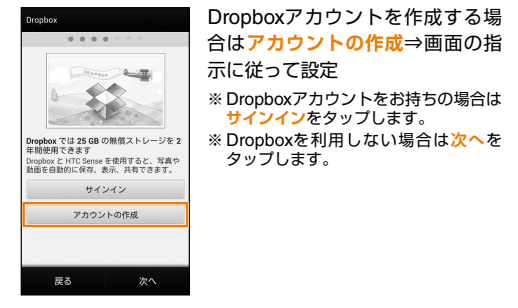 Dropbox
Dropbox では 25 GB の無償ストレージを 2
年間使用できます
Dropbox と HTC Sense を使用すると、写真や
動画を自動的に保存、表示、共有できます。
サインイン
アカウントの作成
戻る 次へ
Dropboxアカウントを作成する場
合はアカウントの作成⇒画面の指
示に従って設定
※ Dropboxアカウントをお持ちの場合は
サインインをタップします。
※ Dropboxを利用しない場合は次へを
タップします。